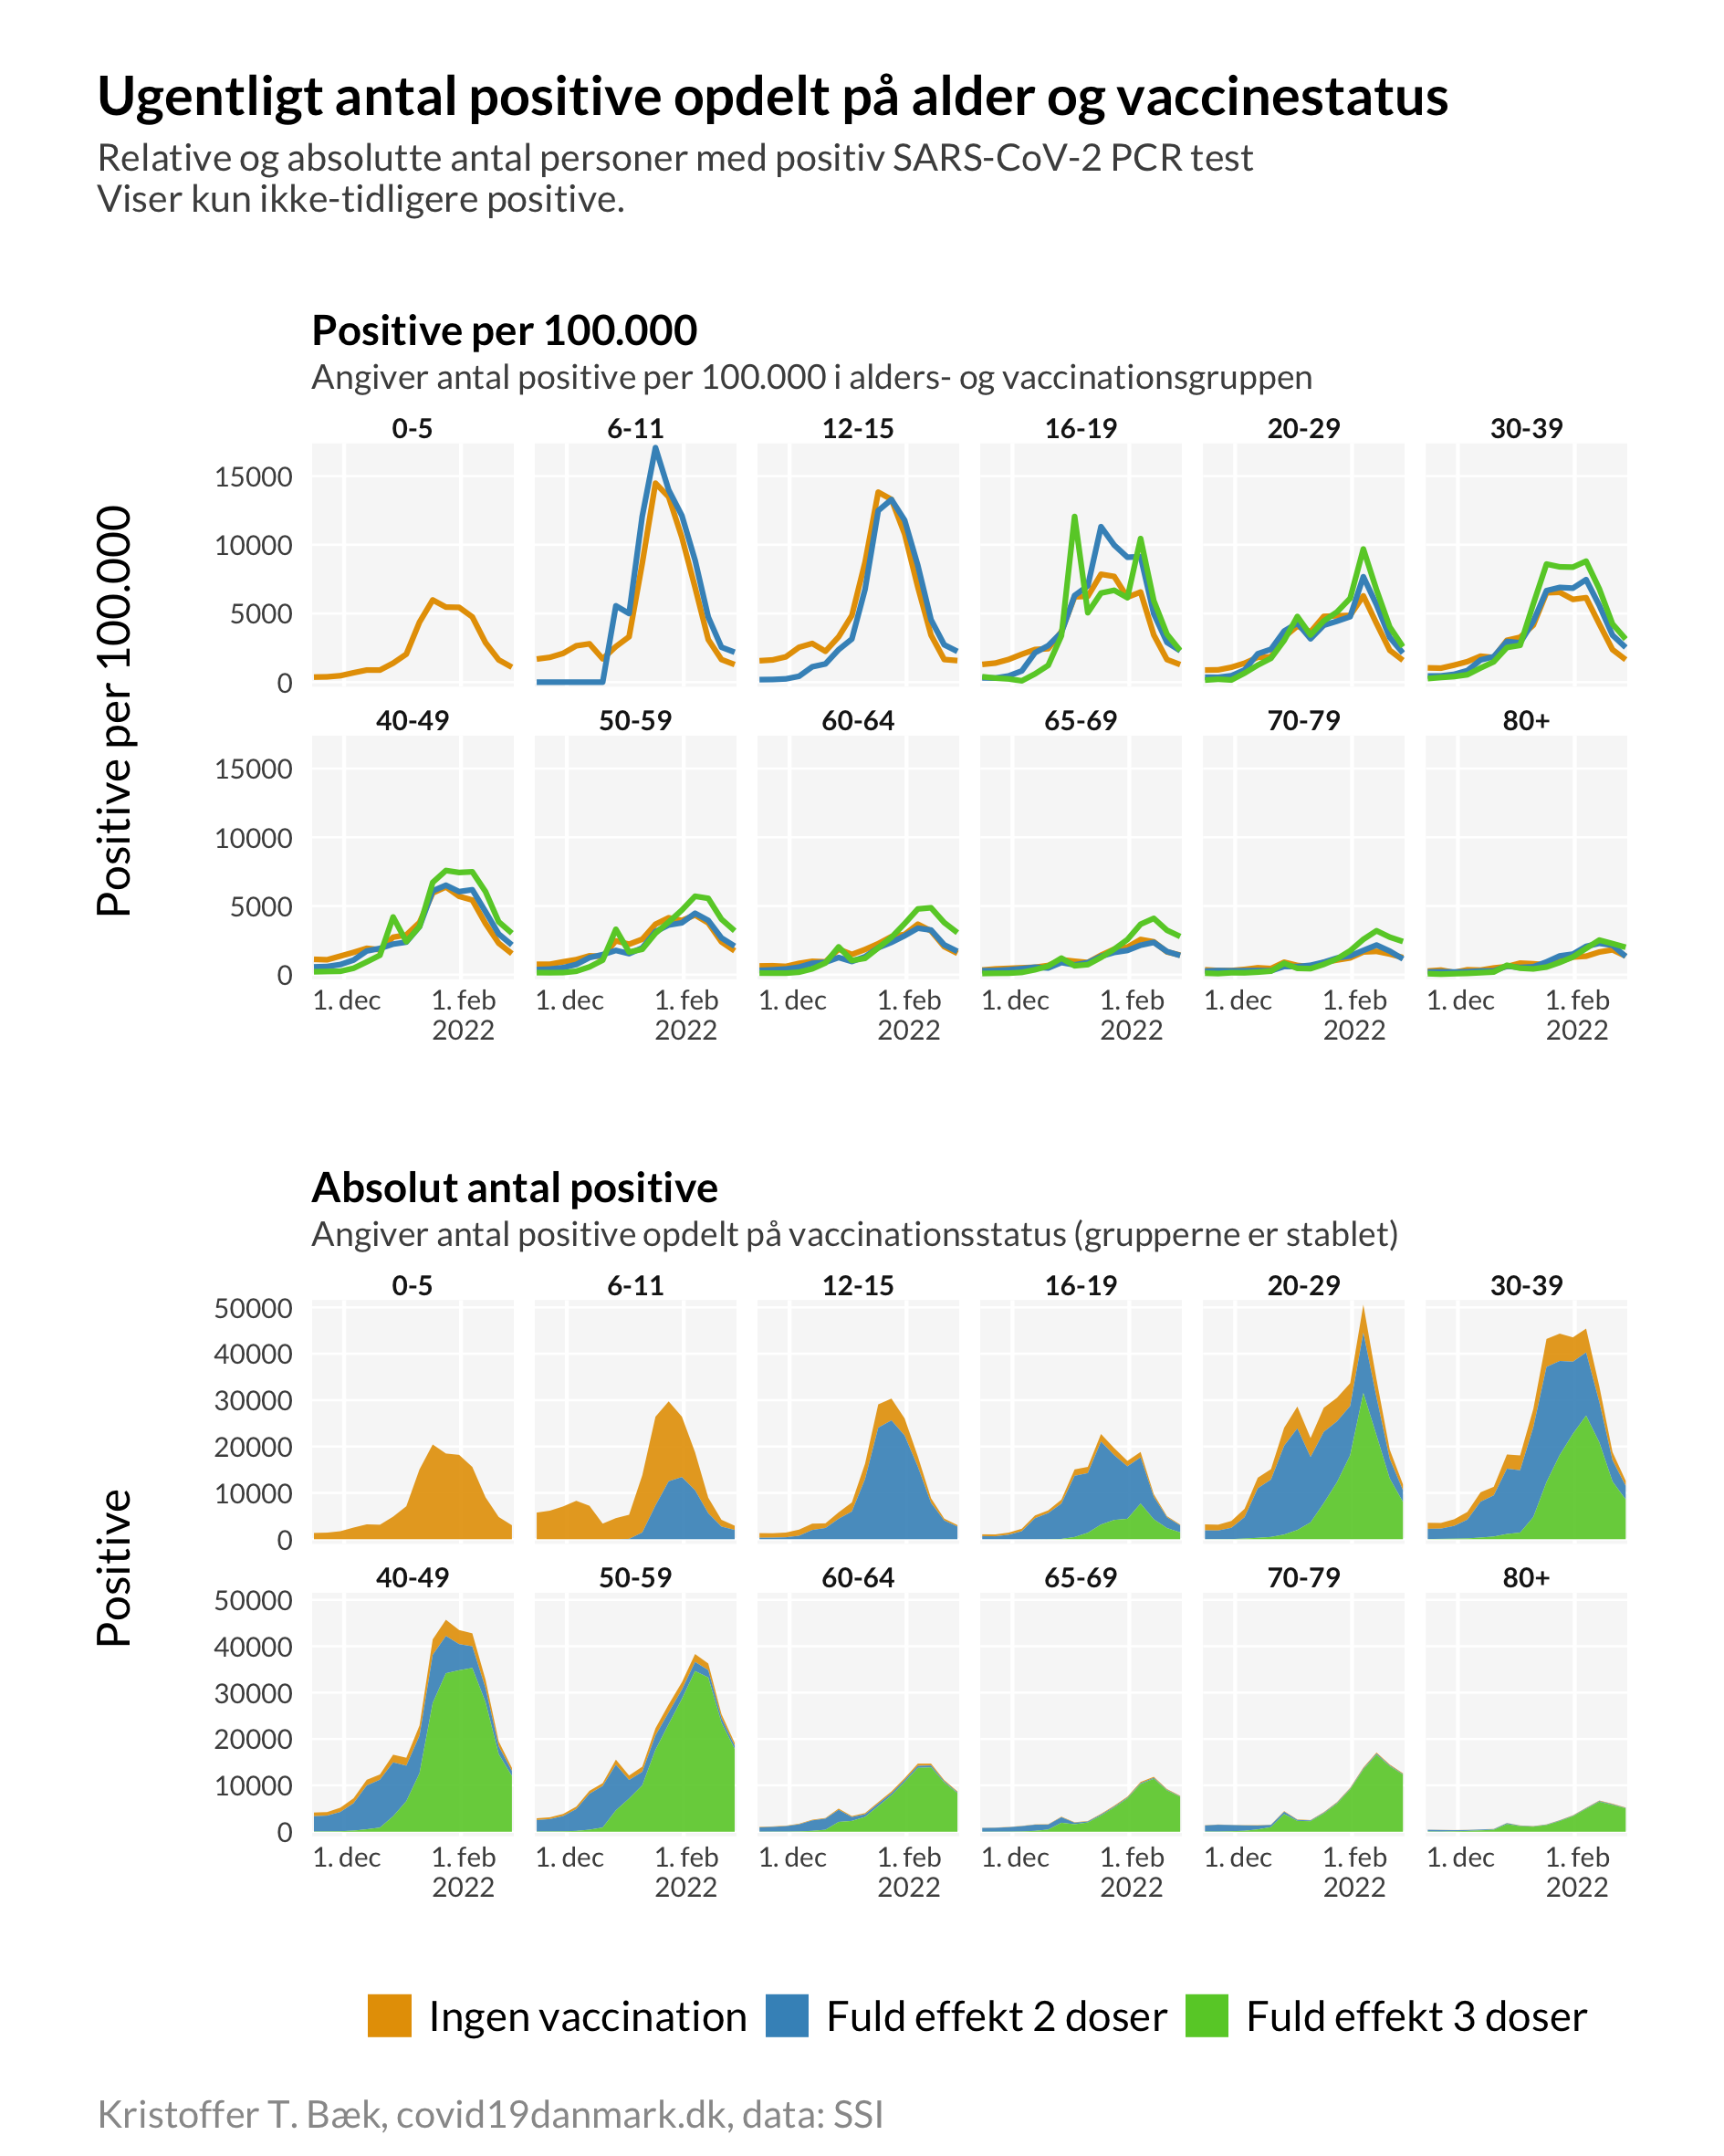 Ugentligt antal positive opdelt på alder og vaccinestatus
Relative og absolutte antal personer med positiv SARS-CoV-2 PCR test
Viser kun ikke-tidligere positive.
Positive per 100.000
Angiver antal positive per 100.000 i alders- og vaccinationsgruppen
Positive per 100.000
0-5 6-11 12-15 16-19 20-29 30-39
15000
10000
5000
0
40-49 50-59 60-64 65-69 70-79 80+
15000
10000
5000
0
1. dec 1. feb 1. dec 1. feb 1. dec 1. feb 1. dec 1. feb 1. dec 1. feb 1. dec 1. feb
2022 2022 2022 2022 2022 2022
Absolut antal positive
Angiver antal positive opdelt på vaccinationsstatus (grupperne er stablet)
Positive
0-5 6-11 12-15 16-19 20-29 30-39
50000
40000
30000
20000
10000
0
40-49 50-59 60-64 65-69 70-79 80+
50000
40000
30000
20000
10000
0
1. dec 1. feb 1. dec 1. feb 1. dec 1. feb 1. dec 1. feb 1. dec 1. feb 1. dec 1. feb
2022 2022 2022 2022 2022 2022
Ingen vaccination Fuld effekt 2 doser Fuld effekt 3 doser
Kristoffer T. Bæk, covid19danmark.dk, data: SSI